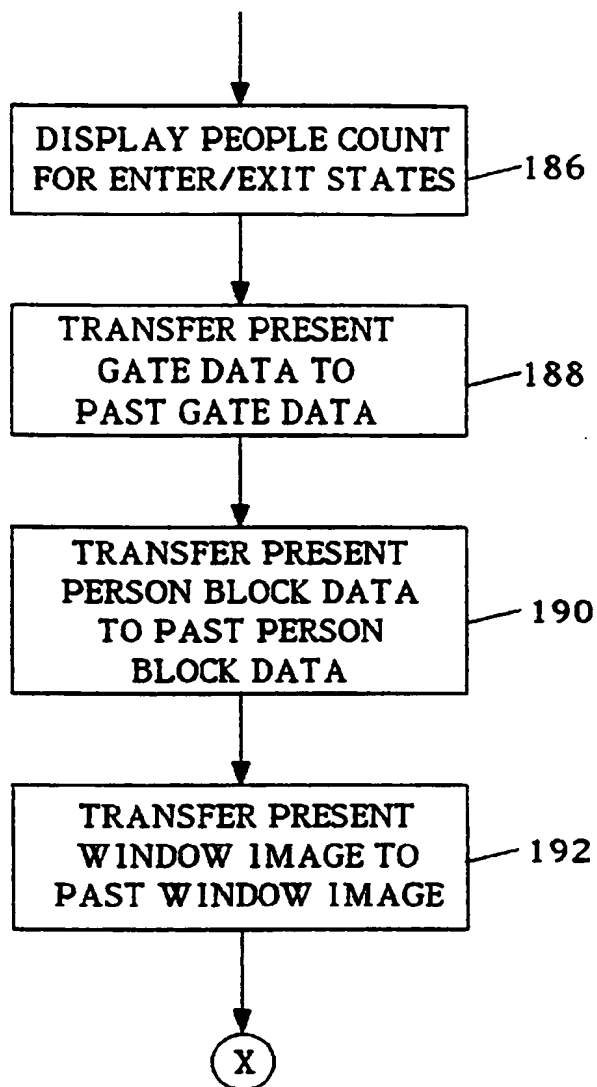 DISPLAY PEOPLE COUNT
FOR ENTER/EXIT STATES
186
TRANSFER PRESENT
GATE DATA TO
PAST GATE DATA
188
TRANSFER PRESENT
PERSON BLOCK DATA
TO PAST PERSON
BLOCK DATA
190
TRANSFER PRESENT
WINDOW IMAGE TO
PAST WINDOW IMAGE
192
X